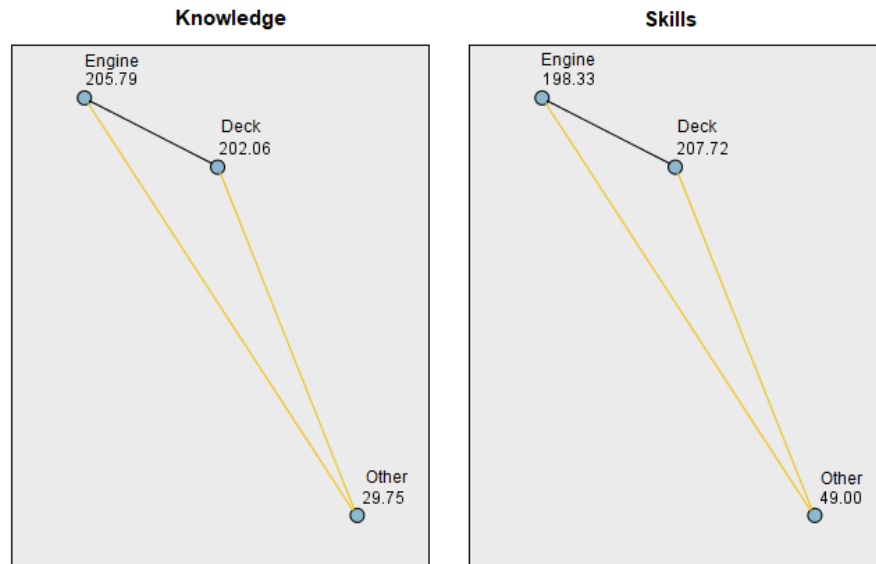 Knowledge
Engine
205.79
Deck
202.06
Other
29.75
Skills
Engine
198.33
Deck
207.72
Other
49.00